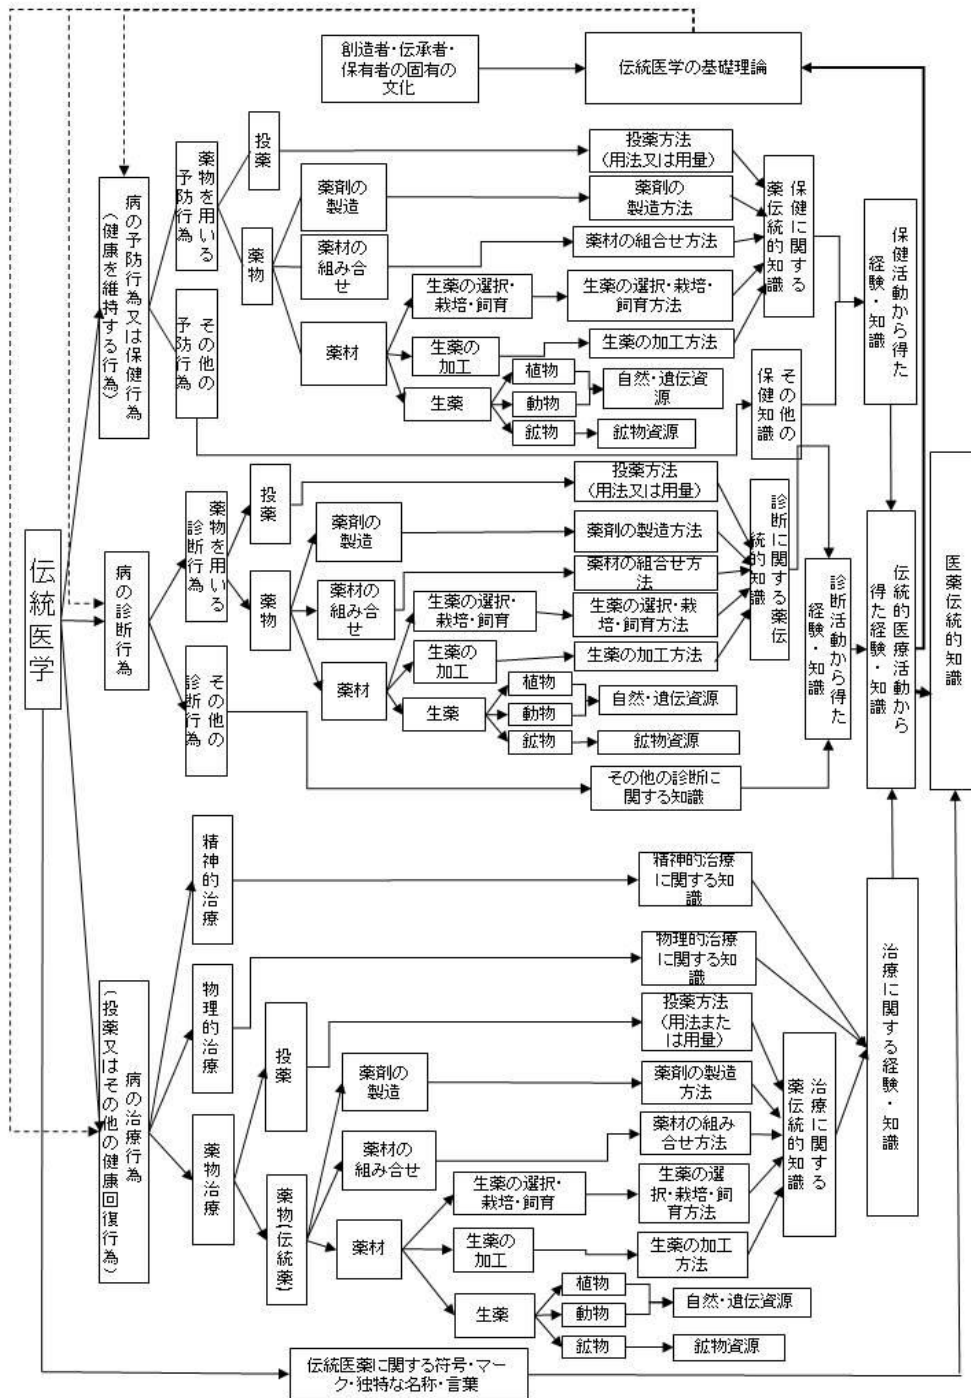 創造者・伝承者・
保有者の固有の
文化
伝統医学の基礎理論
伝統医学
病の予防行為又は保健行為
（健康を維持する行為）
薬物を用いる
予防行為
その他の
予防行為
投薬
薬物
薬剤の
製造
薬材の
組み合
せ
薬材
生薬の選択・
栽培・飼育
生薬の
加工
生薬
植物
動物
鉱物
投薬方法
（用法又は用量）
薬剤の
製造方法
薬材の組合せ方法
生薬の選択・栽培・
飼育方法
生薬の加工方法
自然・遺伝資
源
鉱物資源
保健に関する
薬伝統的知識
その他の
保健知識
保健活動から得た
経験・知識
病の診断行為
薬物を用いる
診断行為
その他の
診断行為
投薬
薬物
薬剤の
製造
薬材の
組み合
せ
薬材
生薬の選択・
栽培・飼育
生薬の
加工
生薬
植物
動物
鉱物
投薬方法
（用法又は用量）
薬剤の製造方法
薬材の組合せ方
法
生薬の選択・栽
培・飼育方法
生薬の加工方法
自然・遺伝資源
鉱物資源
その他の診断に
関する知識
診断に関する薬伝
統的知識
診断活動から得た
経験・知識
伝統的医療活動から
得た経験・知識
医薬伝統的知識
病の治療行為
（投薬又はその他の健康回復行為）
精神的治療
物理的治療
薬物治療
投薬
薬物(伝統薬)
薬剤の
製造
薬材の
組み合せ
薬材
生薬の選択・
栽培・飼育
生薬の
加工
生薬
植物
動物
鉱物
精神的治療
に関する知
識
物理的治療
に関する知
識
投薬方法
（用法また
は用量）
薬剤の製造
方法
薬材の組み
合せ方法
生薬の選
択・栽培・飼
育方法
生薬の加工
方法
自然・遺伝資源
鉱物資源
治療に関する
薬伝統的知識
治療に関する経験・知識
伝統医薬に関する符号・マー
ク・独特な名称・言葉